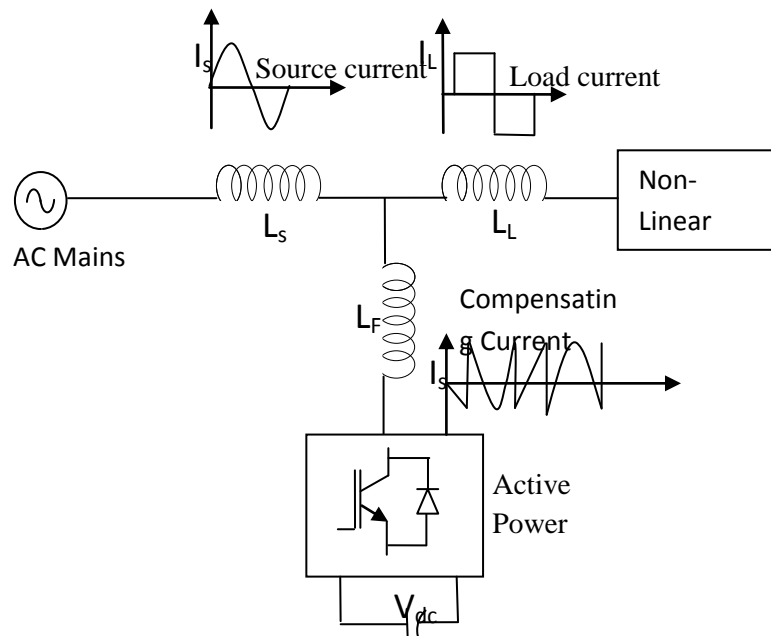 Is
Source current
IL
Load current
Non-
Linear
Ls
LL
AC Mains
LF
Compensatin
g Current
Is
Active
Power
Vdc